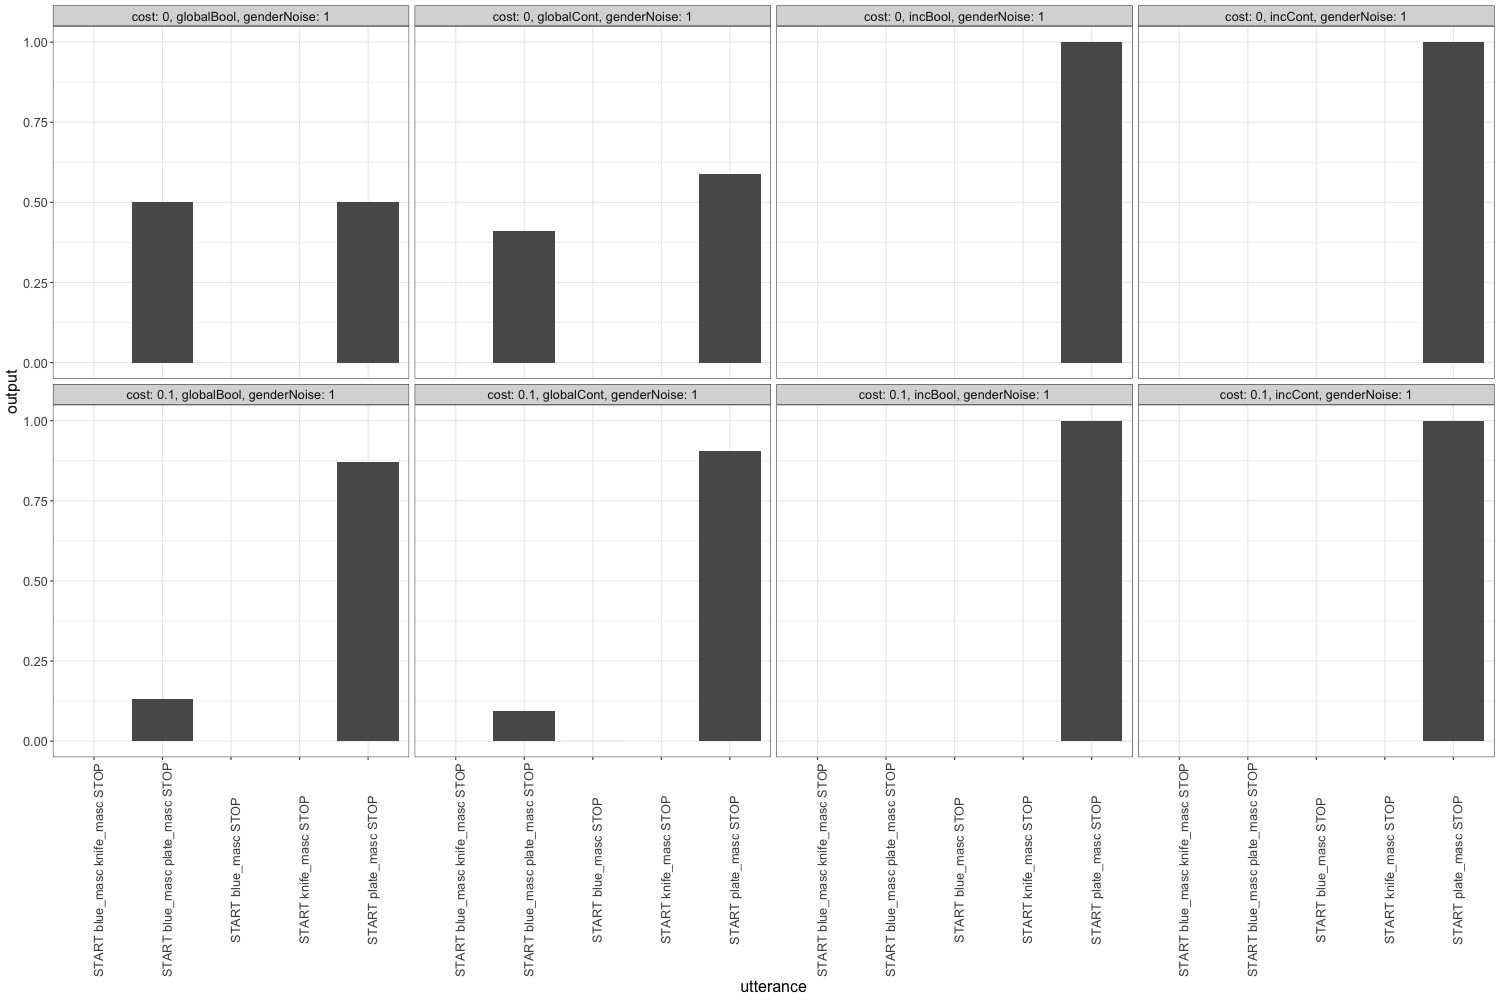 cost: 0, globalBool, genderNoise: 1
cost: 0, globalCont, genderNoise: 1
cost: 0, incBool, genderNoise: 1
cost: 0, incCont, genderNoise: 1
1.00
0.75
0.50
0.25
0.00
output
cost: 0.1, globalBool, genderNoise: 1
cost: 0.1, globalCont, genderNoise: 1
cost: 0.1, incBool, genderNoise: 1
cost: 0.1, incCont, genderNoise: 1
1.00
0.75
0.50
0.25
0.00
START blue_masc knife_masc STOP
START blue_masc plate_masc STOP
START blue_masc STOP
START knife_masc STOP
START plate_masc STOP
START blue_masc knife_masc STOP
START blue_masc plate_masc STOP
START blue_masc STOP
START knife_masc STOP
START plate_masc STOP
START blue_masc knife_masc STOP
START blue_masc plate_masc STOP
START blue_masc STOP
START knife_masc STOP
START plate_masc STOP
START blue_masc knife_masc STOP
START blue_masc plate_masc STOP
START blue_masc STOP
START knife_masc STOP
START plate_masc STOP
utterance